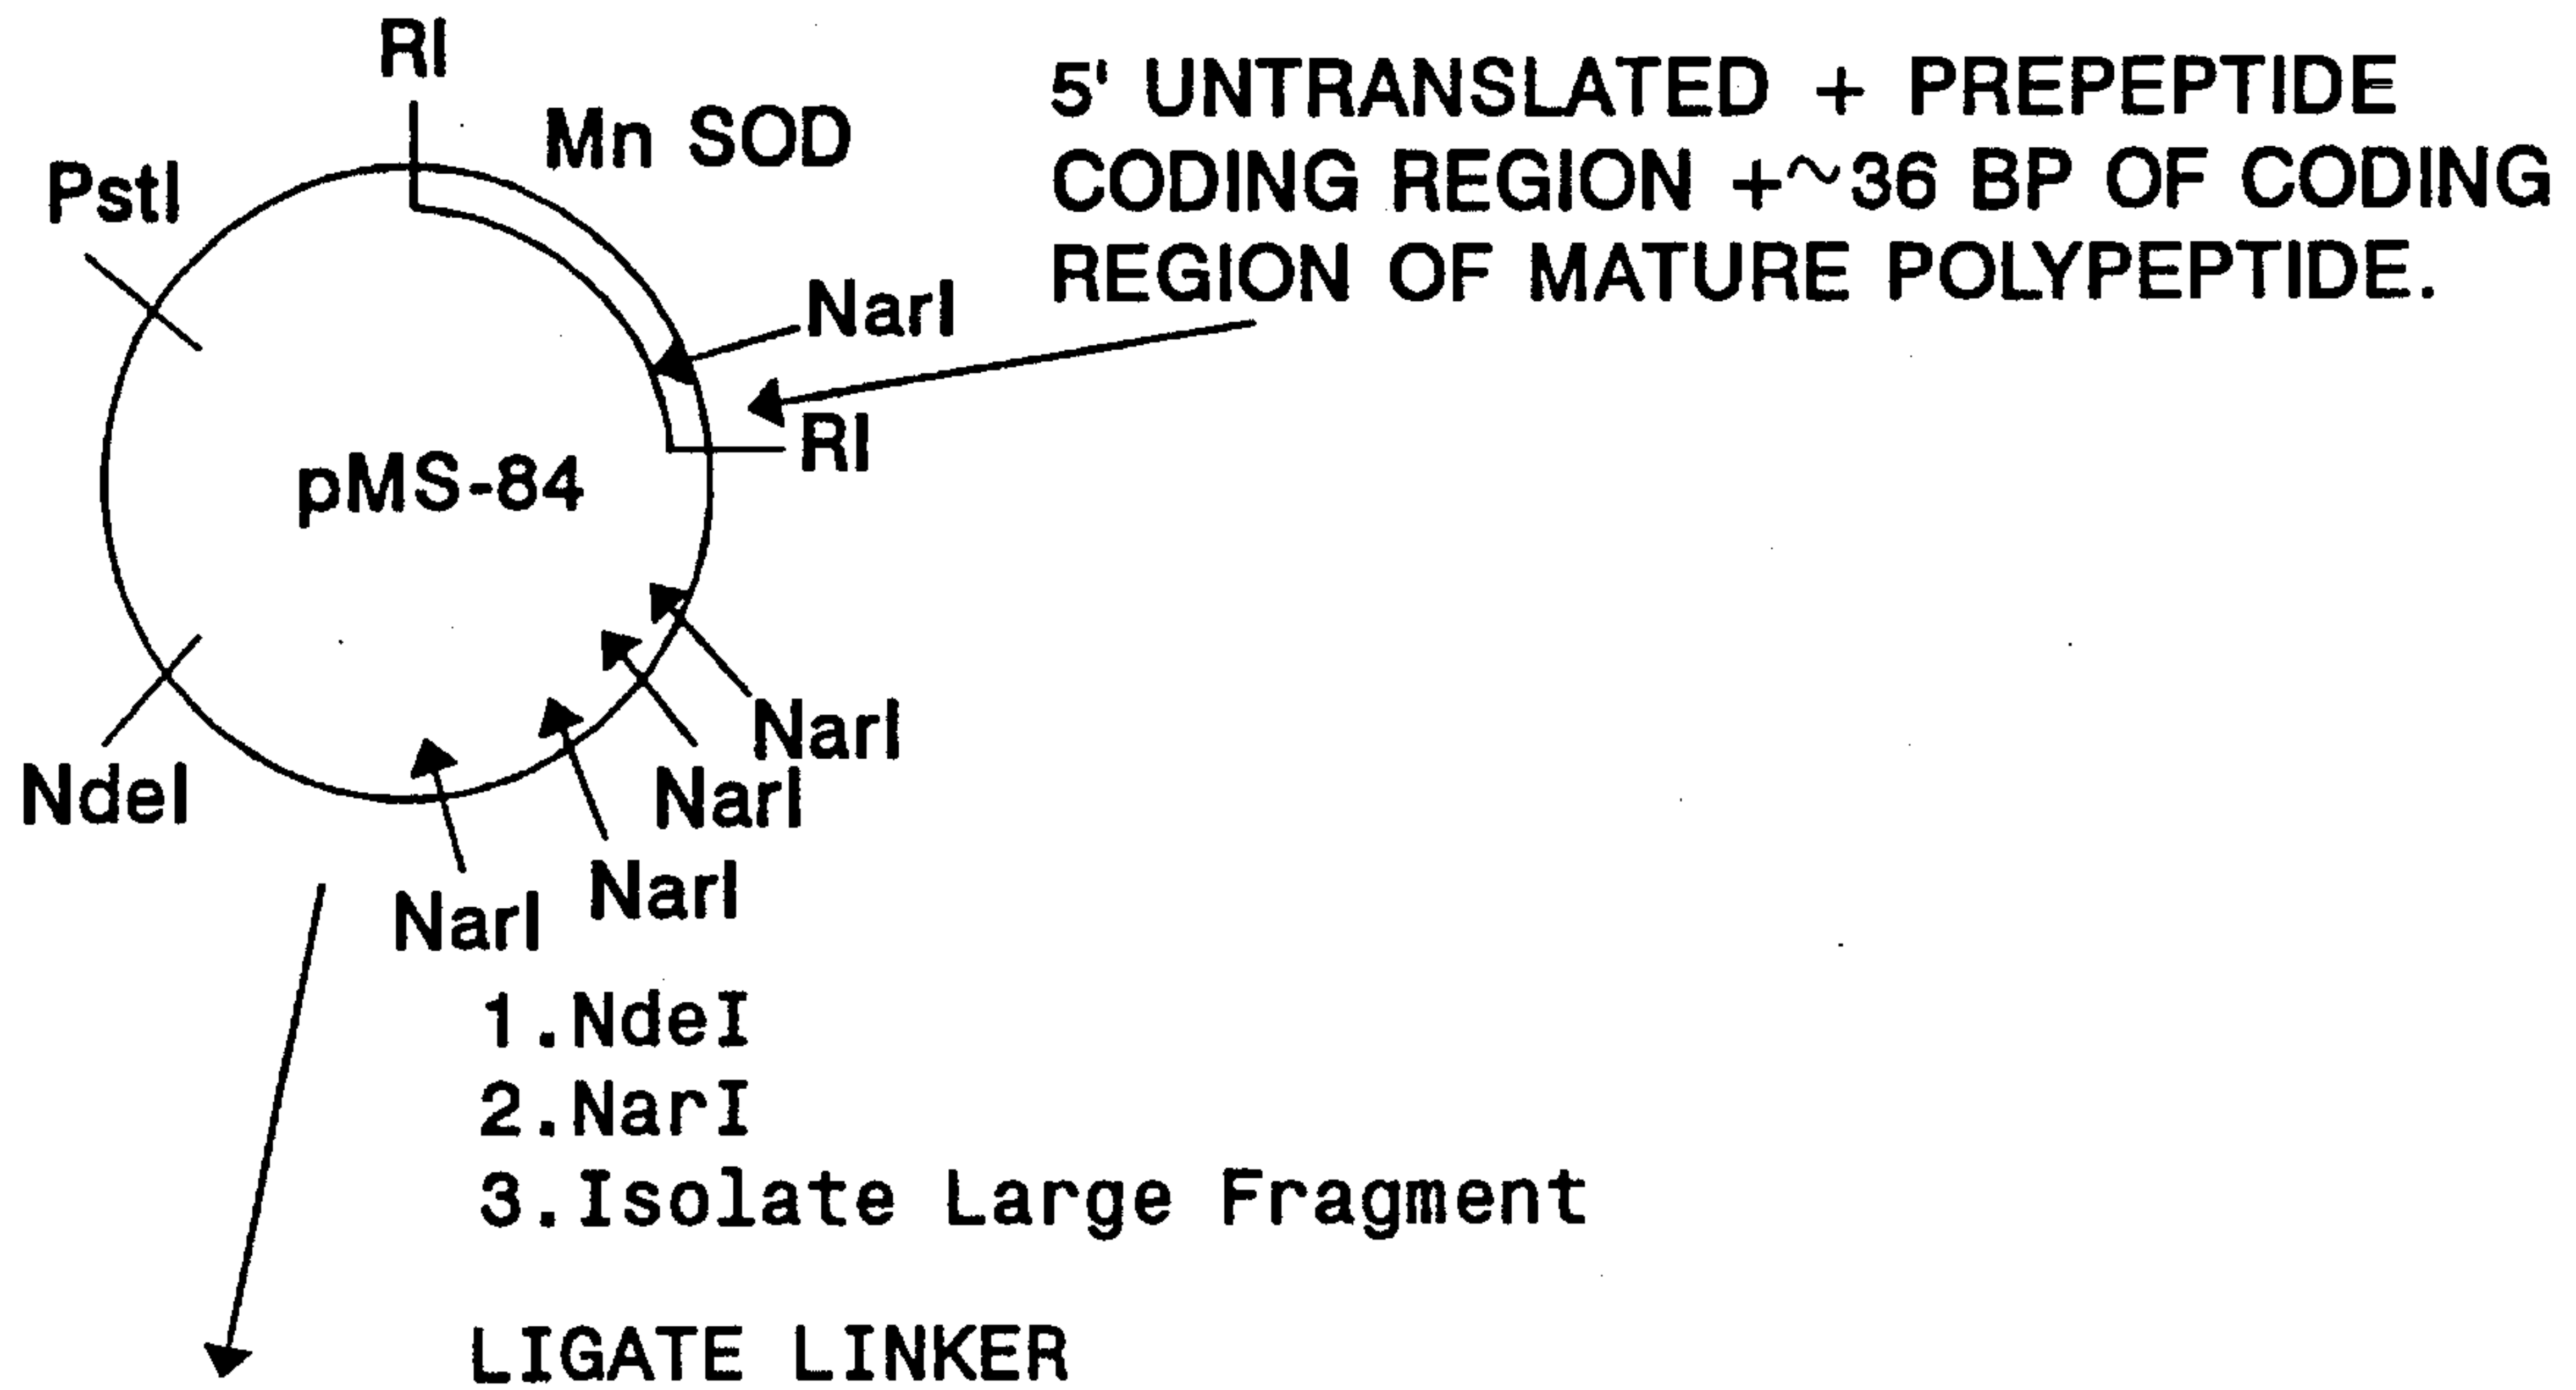 RI
Mn SOD
5' UNTRANSLATED + PREPEPTIDE
CODING REGION +~36 BP OF CODING
REGION OF MATURE POLYPEPTIDE.
PstI
NarI
RI
pMS-84
NarI
NarI
NarI
NarI
NdeI
1.NdeI
2.NarI
3.Isolate Large Fragment
LIGATE LINKER